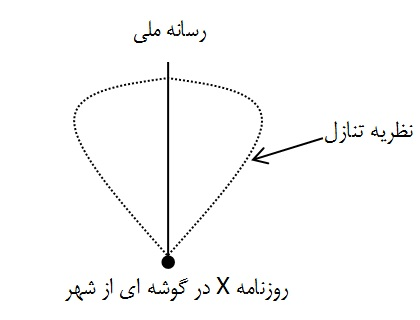 رسانه ملی
نظریه تنازل
روزنامه X در گوشه ای از شهر